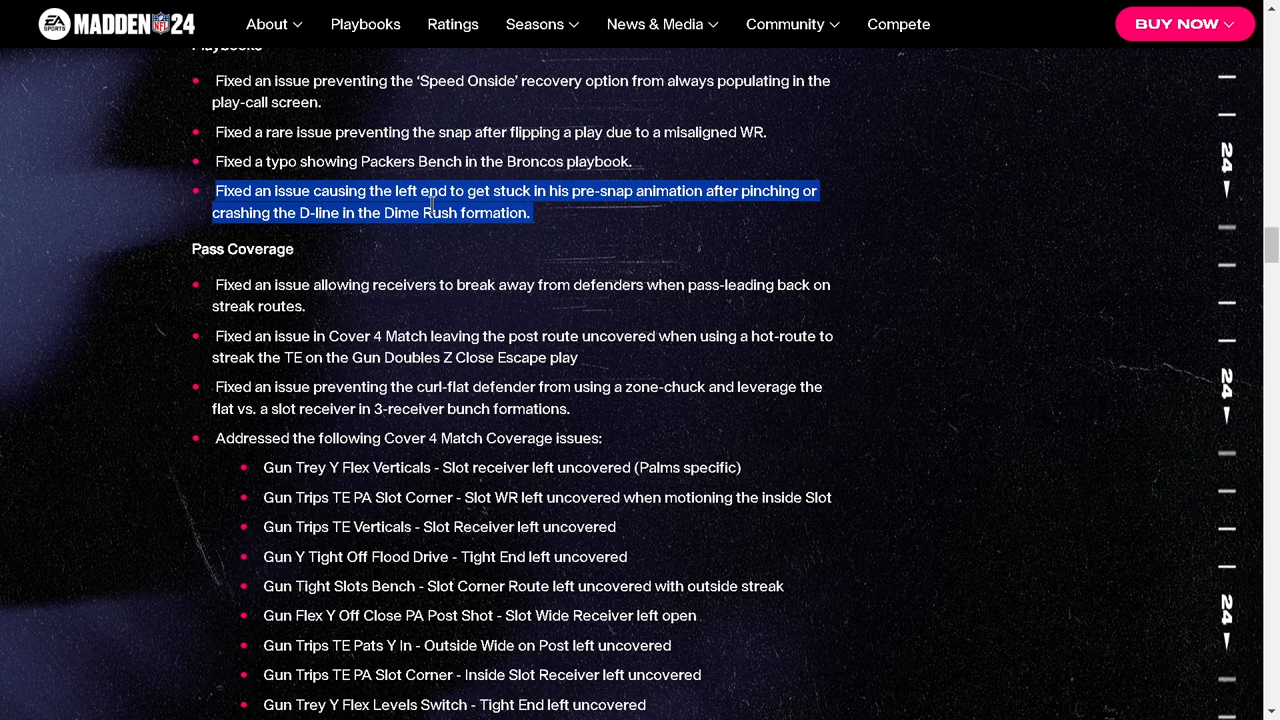 EA SPORTS MADDEN NFL 24 About Playbooks Ratings Seasons News & Media Community Compete BUY NOW
Playbooks
Fixed an issue preventing the ‘Speed Onside’ recovery option from always populating in the
play-call screen.
Fixed a rare issue preventing the snap after flipping a play due to a misaligned WR.
Fixed a typo showing Packers Bench in the Broncos playbook.
Fixed an issue causing the left end to get stuck in his pre-snap animation after pinching or
crashing the D-line in the Dime Rush formation.
Pass Coverage
Fixed an issue allowing receivers to break away from defenders when pass-leading back on
streak routes.
Fixed an issue in Cover 4 Match leaving the post route uncovered when using a hot-route to
streak the TE on the Gun Doubles Z Close Escape play
Fixed an issue preventing the curl-flat defender from using a zone-chuck and leverage the
flat vs. a slot receiver in 3-receiver bunch formations.
Addressed the following Cover 4 Match Coverage issues:
Gun Trey Y Flex Verticals - Slot receiver left uncovered (Palms specific)
Gun Trips TE PA Slot Corner - Slot WR left uncovered when motioning the inside Slot
Gun Trips TE Verticals - Slot Receiver left uncovered
Gun Y Tight Off Flood Drive - Tight End left uncovered
Gun Tight Slots Bench - Slot Corner Route left uncovered with outside streak
Gun Flex Y Off Close PA Post Shot - Slot Wide Receiver left open
Gun Trips TE Pats Y In - Outside Wide on Post left uncovered
Gun Trips TE PA Slot Corner - Inside Slot Receiver left uncovered
Gun Trey Y Flex Levels Switch - Tight End left uncovered
24
24
24